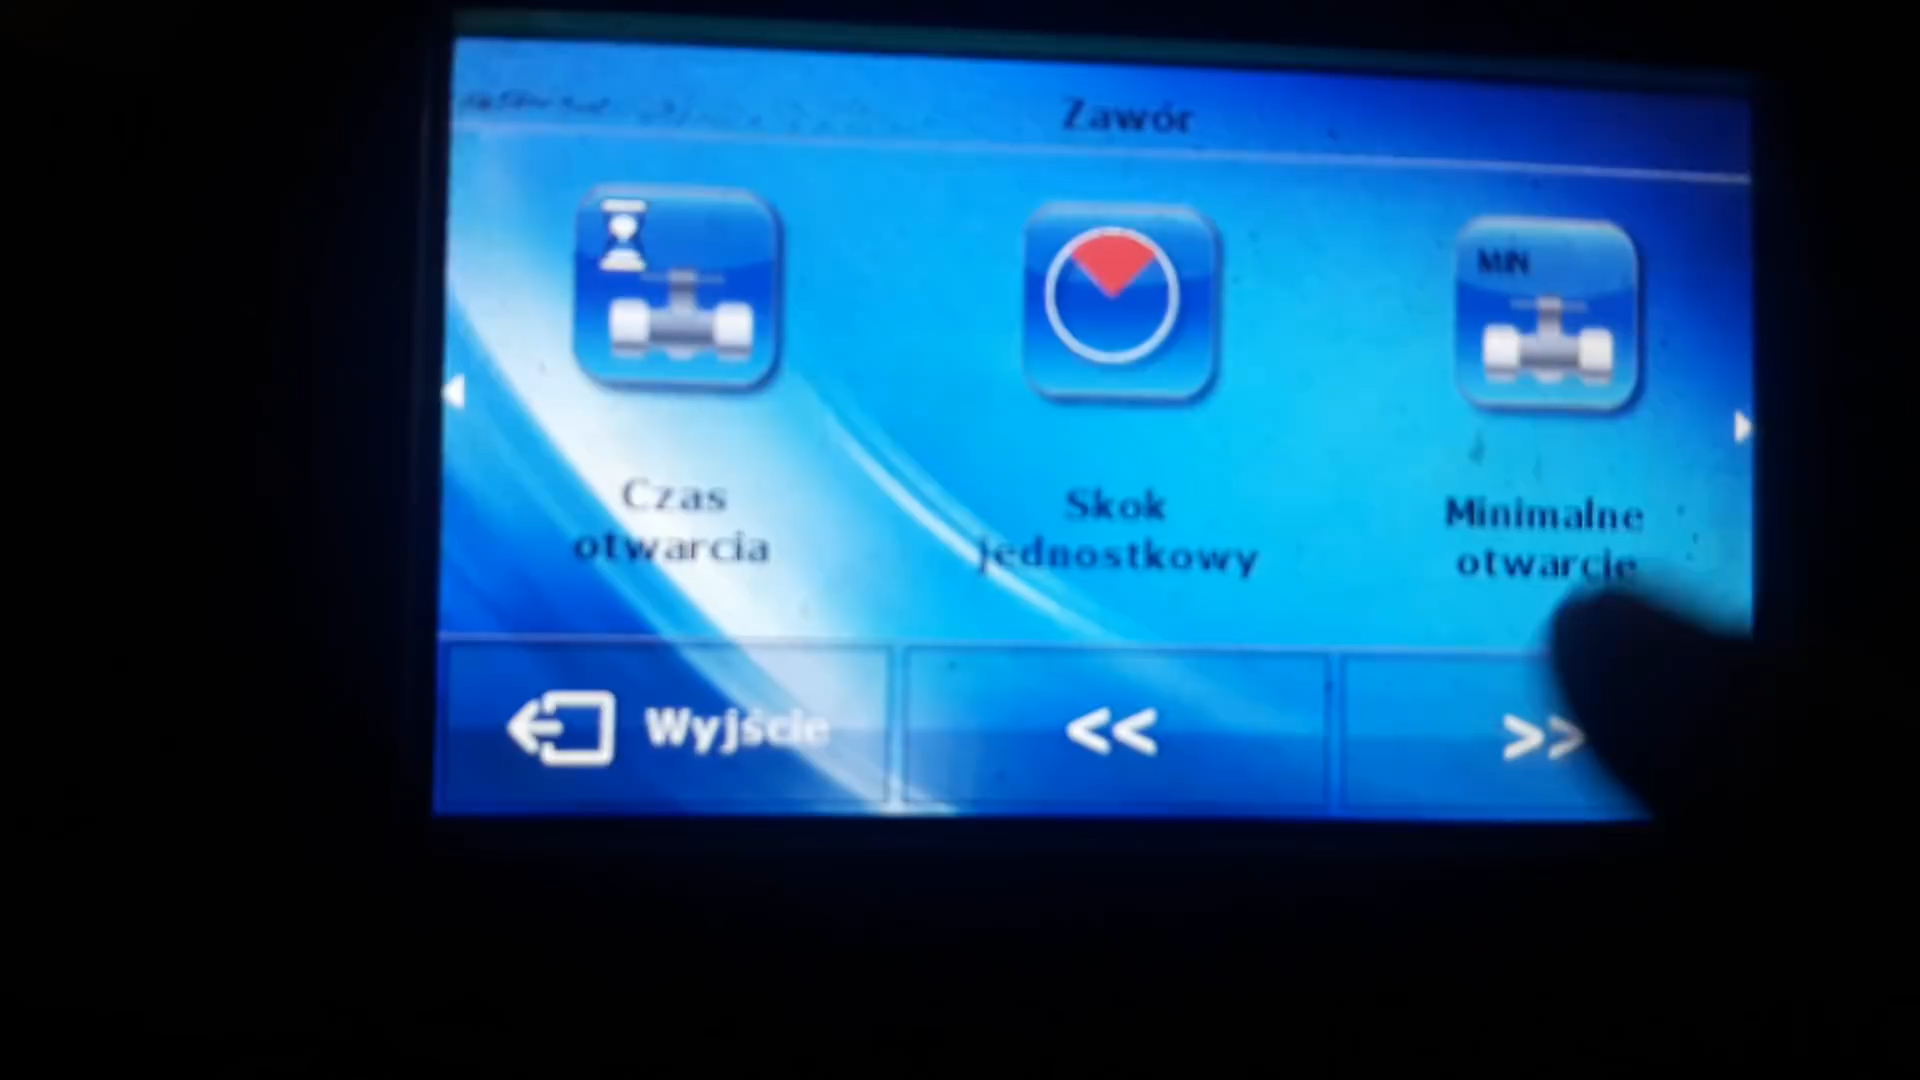 Zawór
MIN
Czas
otwarcia
Skok
jednostkowy
Minimalne
otwarcie
Wyjście
<<
>>